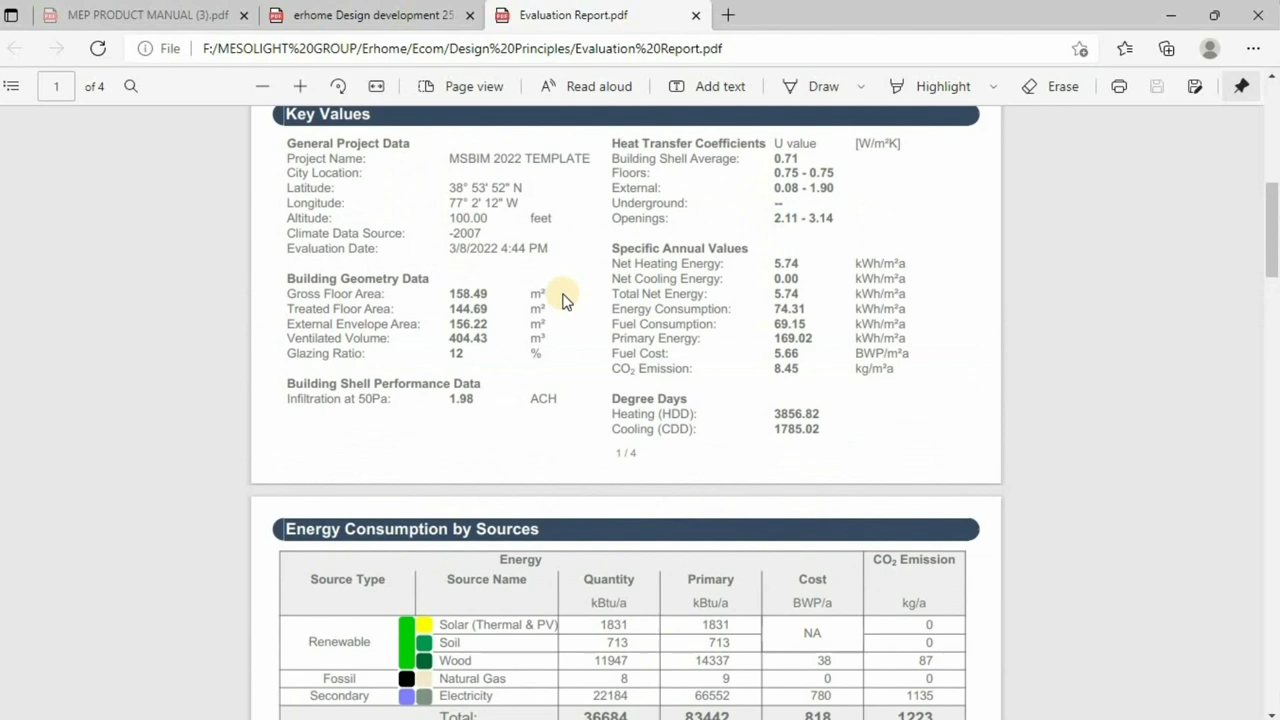 MEP PRODUCT MANUAL (3).pdf
erhome Design development 25
Evaluation Report.pdf
File F:/MESOLIGHT%20GROUP/Erhome/Ecom/Design%20Principles/Evaluation%20Report.pdf
1 of 4 Page view Read aloud Add text Draw Highlight Erase
Key Values
General Project Data
Project Name: MSBIM 2022 TEMPLATE
City Location:
Latitude: 38° 53' 52" N
Longitude: 77° 2' 12" W
Altitude: 100.00 feet
Climate Data Source: -2007
Evaluation Date: 3/8/2022 4:44 PM
Building Geometry Data
Gross Floor Area: 158.49 m²
Treated Floor Area: 144.69 m²
External Envelope Area: 156.22 m²
Ventilated Volume: 404.43 m³
Glazing Ratio: 12 %
Building Shell Performance Data
Infiltration at 50Pa: 1.98 ACH
Heat Transfer Coefficients U value [W/m²K]
Building Shell Average: 0.71
Floors: 0.75 - 0.75
External: 0.08 - 1.90
Underground: --
Openings: 2.11 - 3.14
Specific Annual Values
Net Heating Energy: 5.74 kWh/m²a
Net Cooling Energy: 0.00 kWh/m²a
Total Net Energy: 5.74 kWh/m²a
Energy Consumption: 74.31 kWh/m²a
Fuel Consumption: 69.15 kWh/m²a
Primary Energy: 169.02 kWh/m²a
Fuel Cost: 5.66 BWP/m²a
CO₂ Emission: 8.45 kg/m²a
Degree Days
Heating (HDD): 3856.82
Cooling (CDD): 1785.02
1 / 4
Energy Consumption by Sources
Energy CO₂ Emission
Source Type Source Name Quantity Primary Cost
kBtu/a kBtu/a BWP/a kg/a
Renewable
Solar (Thermal & PV) 1831 1831 NA 0
Soil 713 713 0
Wood 11947 14337 38 87
Fossil Natural Gas 8 9 0 0
Secondary Electricity 22184 66552 780 1135
Total: 36684 83442 818 1223